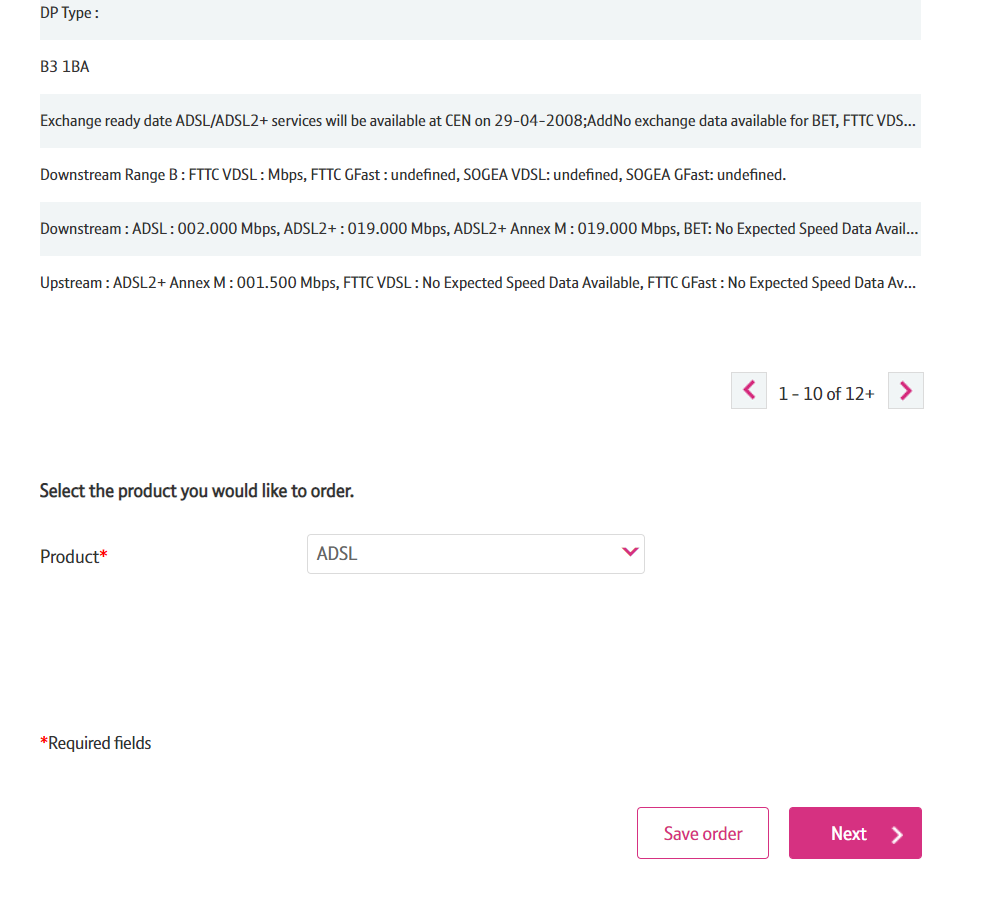 DP Type :
B3 1BA
Exchange ready date ADSL/ADSL2+ services will be available at CEN on 29-04-2008;AddNo exchange data available for BET, FTTC VDS...
Downstream Range B : FTTC VDSL : Mbps, FTTC GFast : undefined, SOGEA VDSL: undefined, SOGEA GFast: undefined.
Downstream : ADSL : 002.000 Mbps, ADSL2+ : 019.000 Mbps, ADSL2+ Annex M : 019.000 Mbps, BET: No Expected Speed Data Avail...
Upstream : ADSL2+ Annex M : 001.500 Mbps, FTTC VDSL : No Expected Speed Data Available, FTTC GFast : No Expected Speed Data Av...
1 - 10 of 12+
Select the product you would like to order.
Product*
ADSL
*Required fields
Save order
Next